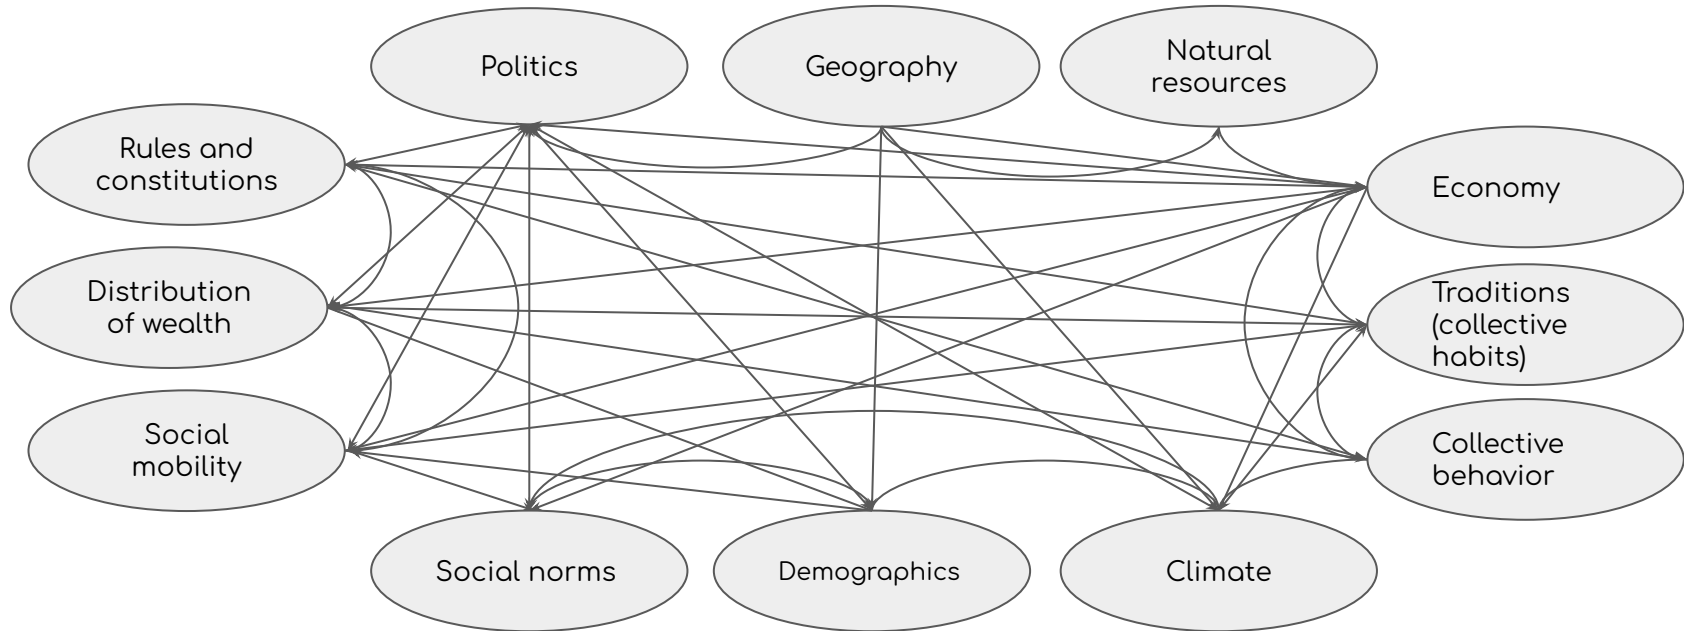 Politics
Geography
Natural
resources
Rules and
constitutions
Economy
Distribution
of wealth
Traditions
(collective
habits)
Social
mobility
Collective
behavior
Social norms
Demographics
Climate